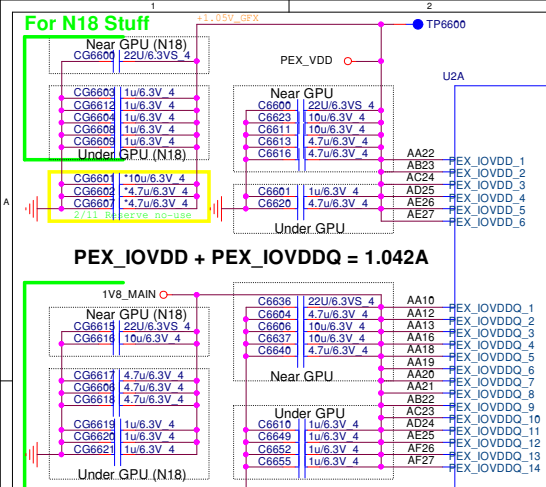 1
2
For N18 Stuff
+1.05V_GFX
TP6600
Near GPU (N18)
CG6600 22U/6.3VS_4
PEX_VDD
U2A
CG6603 1u/6.3V_4
CG6612 1u/6.3V_4
CG6604 1u/6.3V_4
CG6608 1u/6.3V_4
CG6609 1u/6.3V_4
Under GPU (N18)
Near GPU
C6600 22U/6.3VS_4
C6623 10u/6.3V_4
C6611 10u/6.3V_4
C6613 4.7u/6.3V_4
C6616 4.7u/6.3V_4
CG6601 *10u/6.3V_4
CG6602 *4.7u/6.3V_4
CG6607 *4.7u/6.3V_4
2/11 Reserve no-use
C6601 1u/6.3V_4
C6620 4.7u/6.3V_4
Under GPU
AA22 PEX_IOVDD_1
AB23 PEX_IOVDD_2
AC24 PEX_IOVDD_3
AD25 PEX_IOVDD_4
AE26 PEX_IOVDD_5
AE27 PEX_IOVDD_6
A
PEX_IOVDD + PEX_IOVDDQ = 1.042A
1V8_MAIN
Near GPU (N18)
CG6615 22U/6.3VS_4
CG6616 10u/6.3V_4
CG6617 4.7u/6.3V_4
CG6606 4.7u/6.3V_4
CG6618 4.7u/6.3V_4
CG6619 1u/6.3V_4
CG6620 1u/6.3V_4
CG6621 1u/6.3V_4
Under GPU (N18)
C6636 22U/6.3VS_4
C6604 4.7u/6.3V_4
C6606 10u/6.3V_4
C6637 10u/6.3V_4
C6640 4.7u/6.3V_4
Near GPU
Under GPU
C6610 1u/6.3V_4
C6649 1u/6.3V_4
C6652 1u/6.3V_4
C6655 1u/6.3V_4
AA10 PEX_IOVDDQ_1
AA12 PEX_IOVDDQ_2
AA13 PEX_IOVDDQ_3
AA16 PEX_IOVDDQ_4
AA18 PEX_IOVDDQ_5
AA19 PEX_IOVDDQ_6
AA20 PEX_IOVDDQ_7
AA21 PEX_IOVDDQ_8
AB22 PEX_IOVDDQ_9
AC23 PEX_IOVDDQ_10
AD24 PEX_IOVDDQ_11
AE25 PEX_IOVDDQ_12
AF26 PEX_IOVDDQ_13
AF27 PEX_IOVDDQ_14